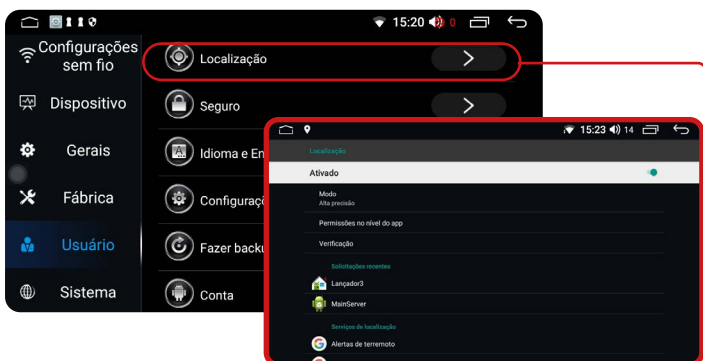 15:20 0
Configurações
sem fio
Dispositivo
Gerais
Fábrica
Usuário
Sistema
Localização
Seguro
Idioma e En
Configuraç
Fazer backu
Conta
15:23 14
Localização
Ativado
Modo
Alta precisão
Permissões no nível do app
Verificação
Solicitações recentes
Lançador3
MainServer
Serviços de localização
Alertas de terremoto